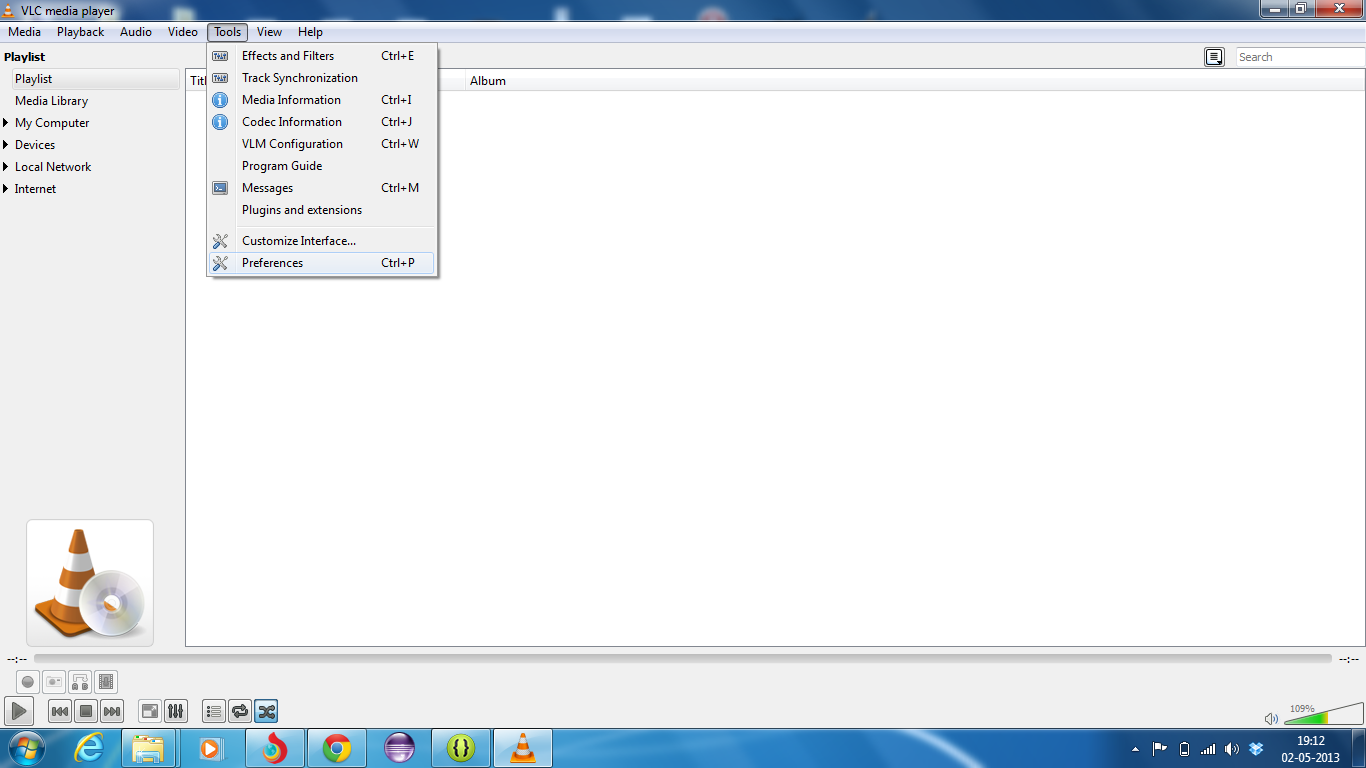 VLC media player
Media Playback Audio Video Tools View Help
Playlist
Search
Playlist
Album
Media Library
My Computer
Devices
Local Network
Internet
Effects and Filters Ctrl+E
Track Synchronization
Media Information Ctrl+I
Codec Information Ctrl+J
VLM Configuration Ctrl+W
Program Guide
Messages Ctrl+M
Plugins and extensions
Customize Interface...
Preferences Ctrl+P
--:-- --:--
109%
19:12
02-05-2013